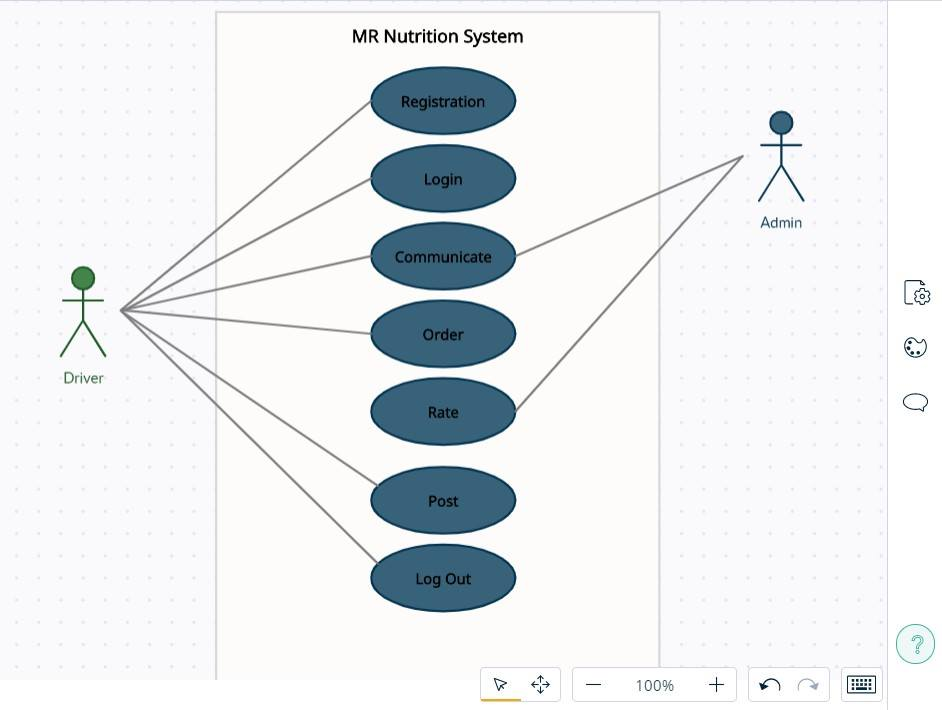 MR Nutrition System
Registration
Login
Communicate
Admin
Order
Driver
Rate
Post
Log Out
100%
?